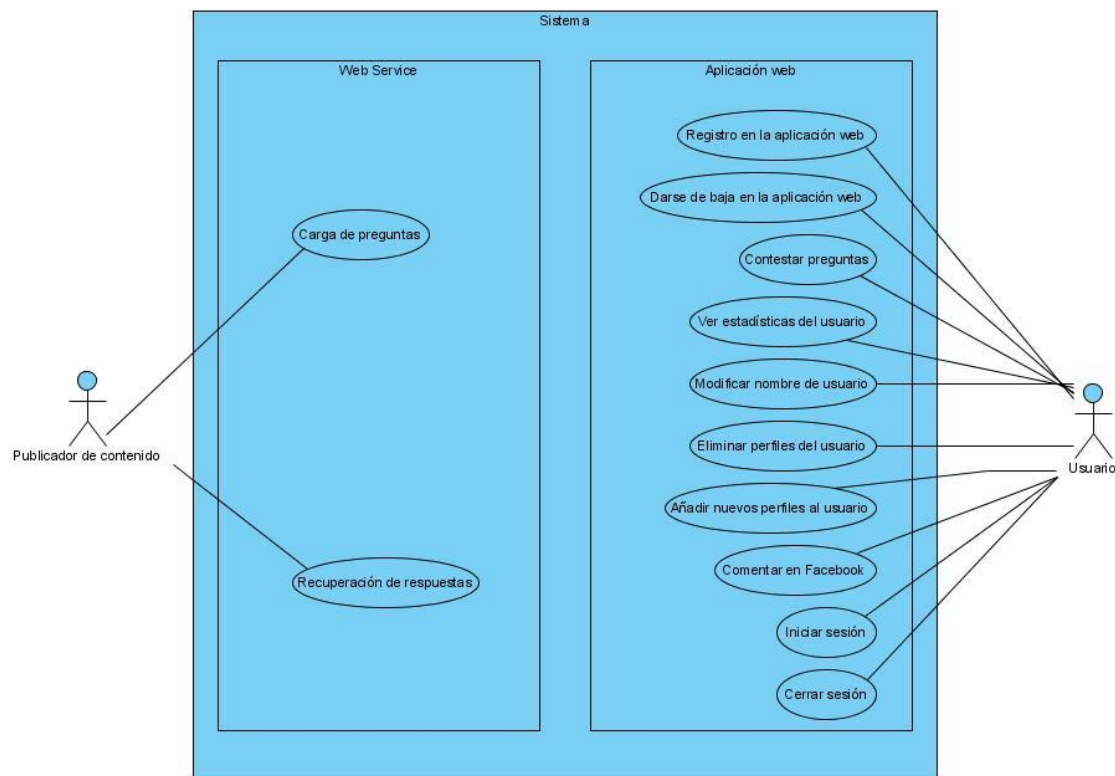 Sistema
Web Service
Aplicación web
Registro en la aplicación web
Darse de baja en la aplicación web
Carga de preguntas
Contestar preguntas
Ver estadísticas del usuario
Modificar nombre de usuario
Eliminar perfiles del usuario
Publicador de contenido
Usuario
Añadir nuevos perfiles al usuario
Comentar en Facebook
Recuperación de respuestas
Iniciar sesión
Cerrar sesión